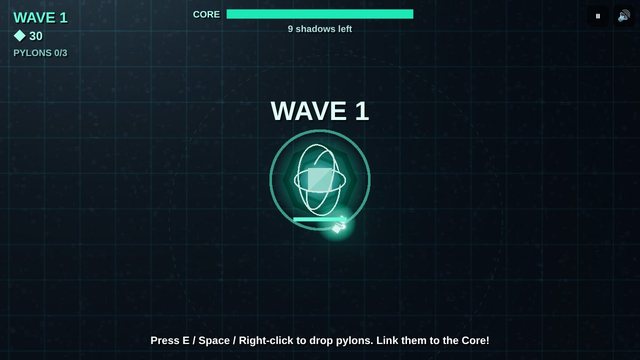 WAVE 1
30
PYLONS 0/3
CORE
9 shadows left
WAVE 1
Press E / Space / Right-click to drop pylons. Link them to the Core!